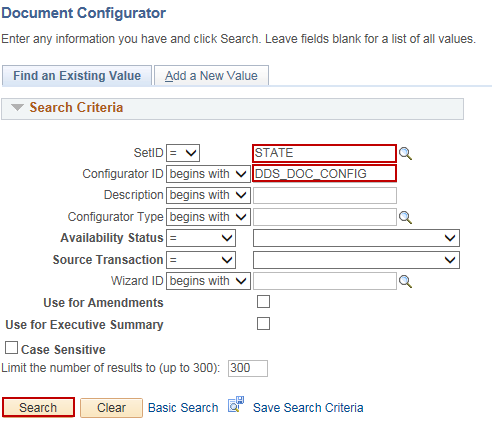 Document Configurator
Enter any information you have and click Search. Leave fields blank for a list of all values.
Find an Existing Value Add a New Value
Search Criteria
SetID = STATE
Configurator ID begins with DDS_DOC_CONFIG
Description begins with
Configurator Type begins with
Availability Status =
Source Transaction =
Wizard ID begins with
Use for Amendments
Use for Executive Summary
Case Sensitive
Limit the number of results to (up to 300): 300
Search Clear Basic Search Save Search Criteria